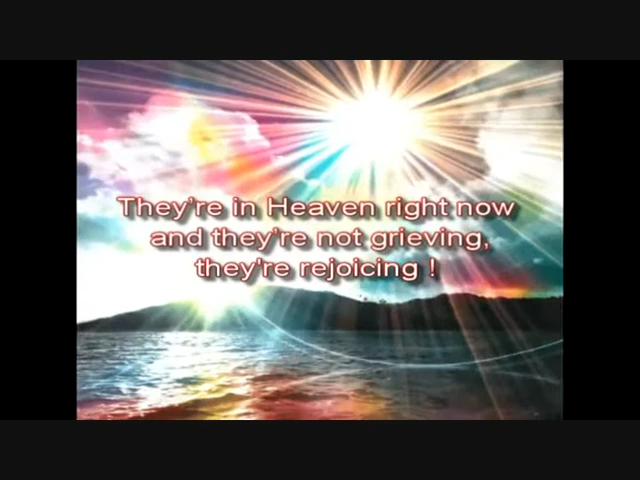 They're in Heaven right now
and they're not grieving,
they're rejoicing !